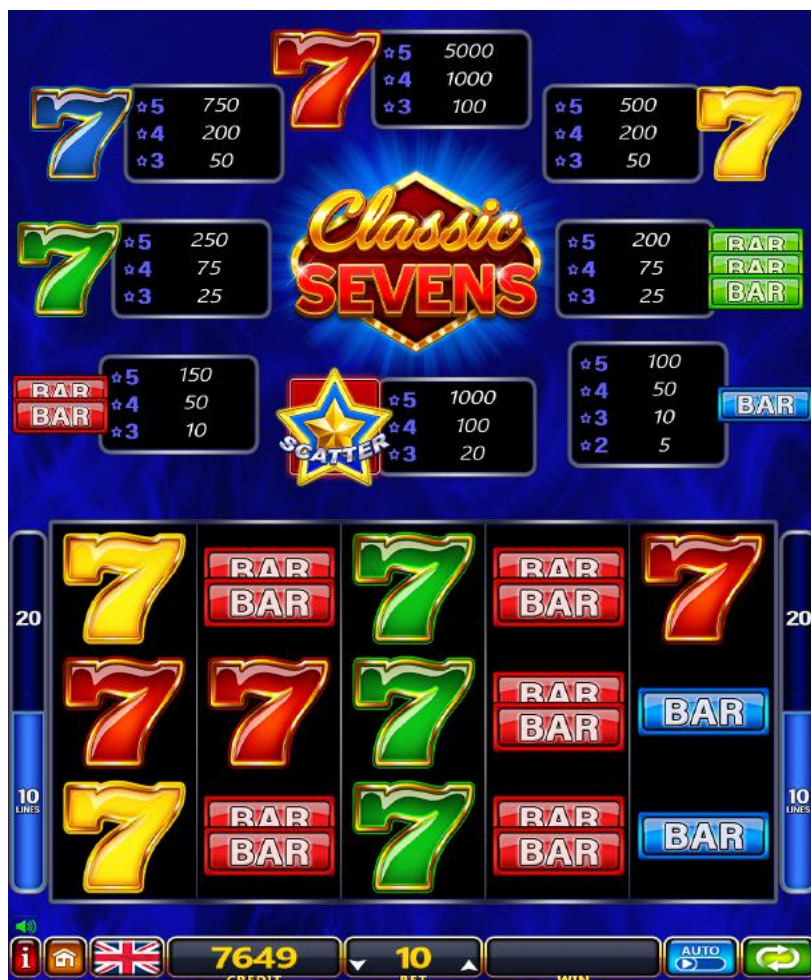 5 5000
4 1000
3 100
5 750
4 200
3 50
5 500
4 200
3 50
Classic
SEVENS
5 250
4 75
3 25
5 200
4 75
3 25
BAR
BAR
BAR
BAR
BAR
5 150
4 50
3 10
SCATTER
5 1000
4 100
3 20
5 100
4 50
3 10
2 5
BAR
BAR BAR
BAR BAR
20 20
BAR
BAR
BAR
10 10
LINES LINES
BAR BAR
BAR BAR
BAR
i
7649
CREDIT
10
BET
WIN
AUTO